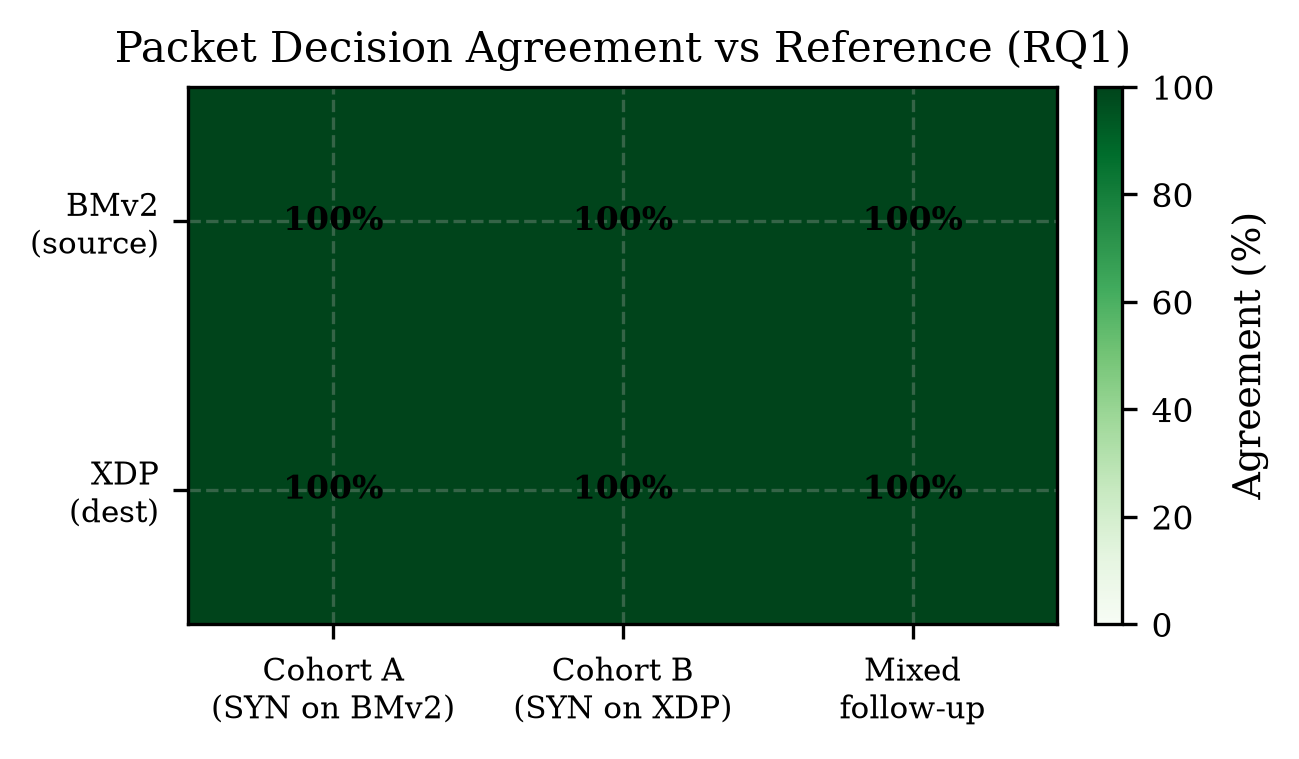 Packet Decision Agreement vs Reference (RQ1)
BMv2
(source)
XDP
(dest)
100% 100% 100%
100% 100% 100%
Cohort A
(SYN on BMv2)
Cohort B
(SYN on XDP)
Mixed
follow-up
100
80
60
40
20
0
Agreement (%)